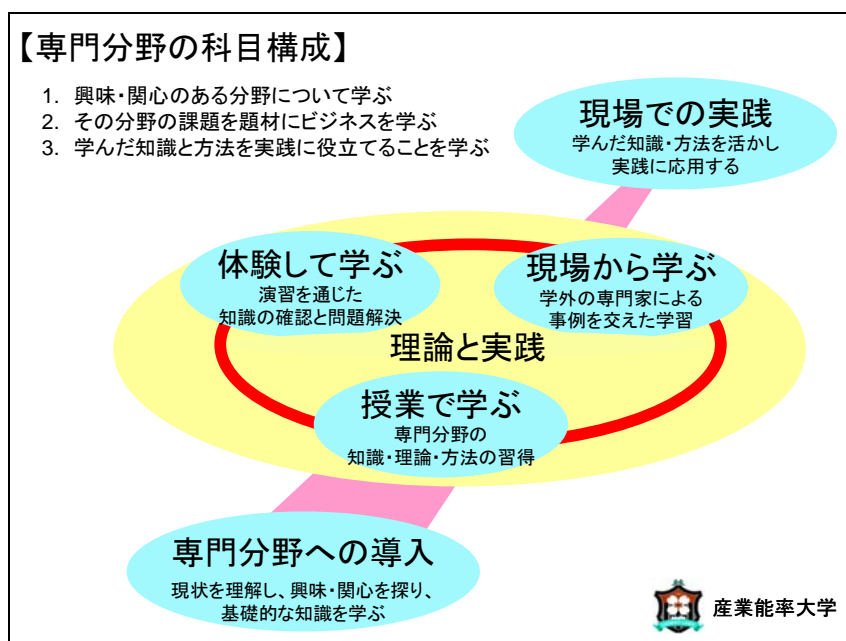 【専門分野の科目構成】
1. 興味・関心のある分野について学ぶ
2. その分野の課題を題材にビジネスを学ぶ
3. 学んだ知識と方法を実践に役立てることを学ぶ
現場での実践
学んだ知識・方法を活かし
実践に応用する
体験して学ぶ
演習を通じた
知識の確認と問題解決
現場から学ぶ
学外の専門家による
事例を交えた学習
理論と実践
授業で学ぶ
専門分野の
知識・理論・方法の習得
専門分野への導入
現状を理解し、興味・関心を探り、
基礎的な知識を学ぶ
産業能率大学